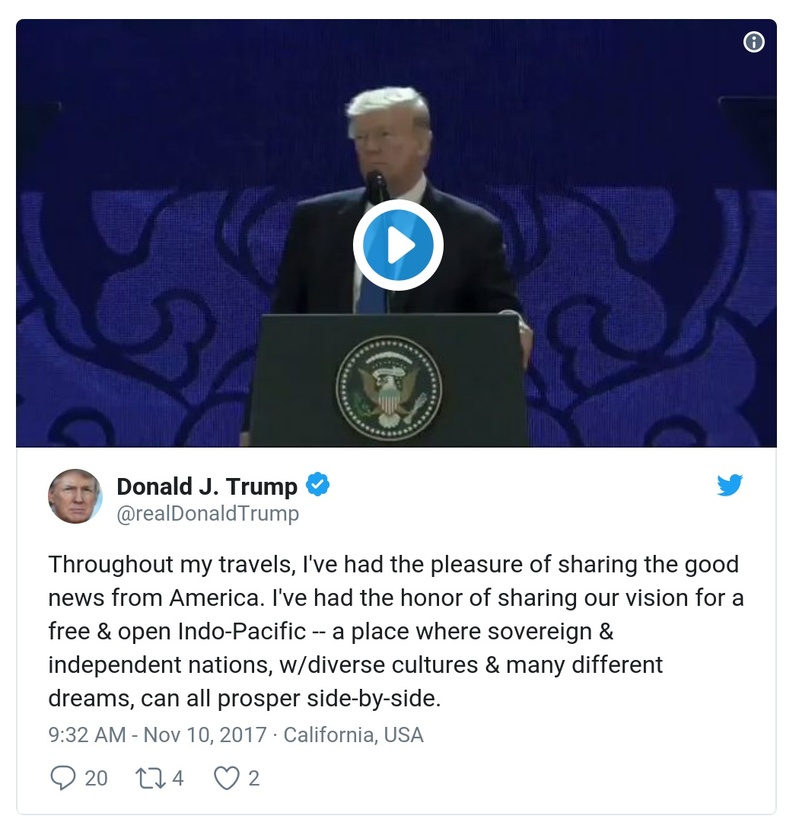 Donald J. Trump
@realDonaldTrump
Throughout my travels, I've had the pleasure of sharing the good
news from America. I've had the honor of sharing our vision for a
free & open Indo-Pacific -- a place where sovereign &
independent nations, w/diverse cultures & many different
dreams, can all prosper side-by-side.
9:32 AM - Nov 10, 2017 · California, USA
20 4 2